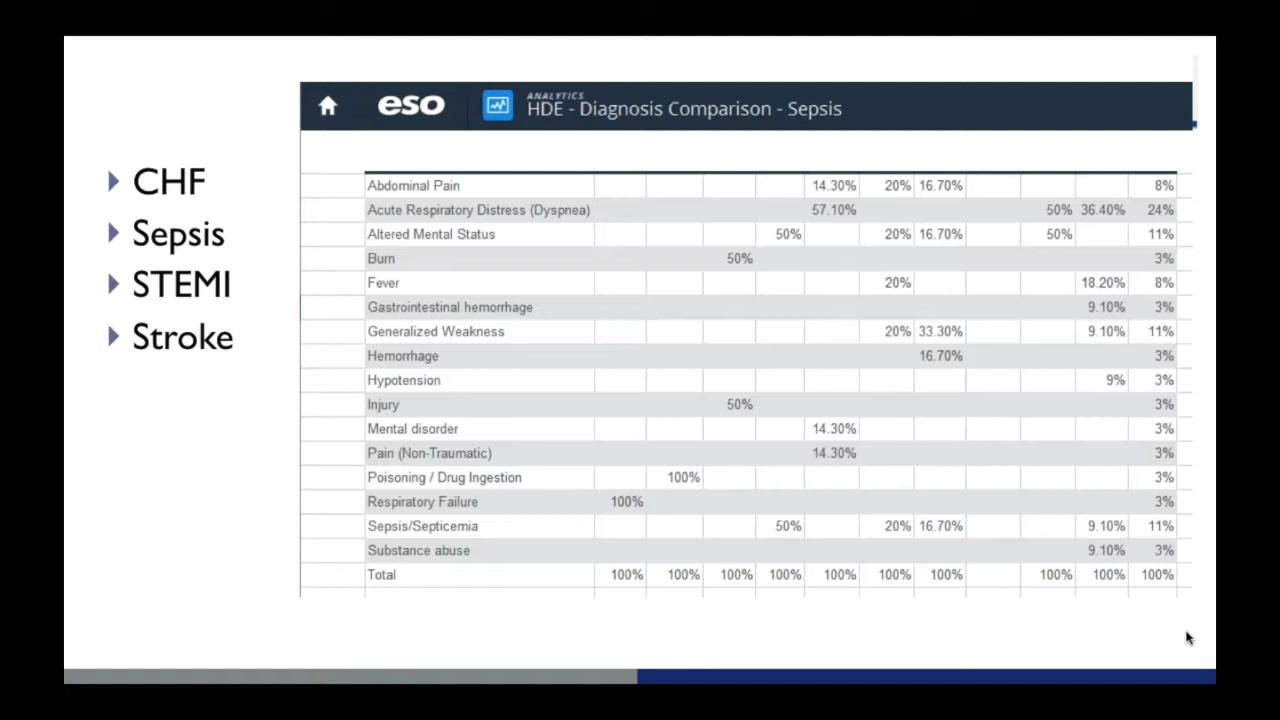 CHF
Sepsis
STEMI
Stroke
eso
ANALYTICS
HDE - Diagnosis Comparison - Sepsis
Abdominal Pain 14.30% 20% 16.70% 8%
Acute Respiratory Distress (Dyspnea) 57.10% 50% 36.40% 24%
Altered Mental Status 50% 20% 16.70% 50% 11%
Burn 50% 3%
Fever 20% 18.20% 8%
Gastrointestinal hemorrhage 9.10% 3%
Generalized Weakness 20% 33.30% 9.10% 11%
Hemorrhage 16.70% 3%
Hypotension 9% 3%
Injury 50% 3%
Mental disorder 14.30% 3%
Pain (Non-Traumatic) 14.30% 3%
Poisoning / Drug Ingestion 100% 3%
Respiratory Failure 100% 3%
Sepsis/Septicemia 50% 20% 16.70% 9.10% 11%
Substance abuse 9.10% 3%
Total 100% 100% 100% 100% 100% 100% 100% 100% 100% 100%